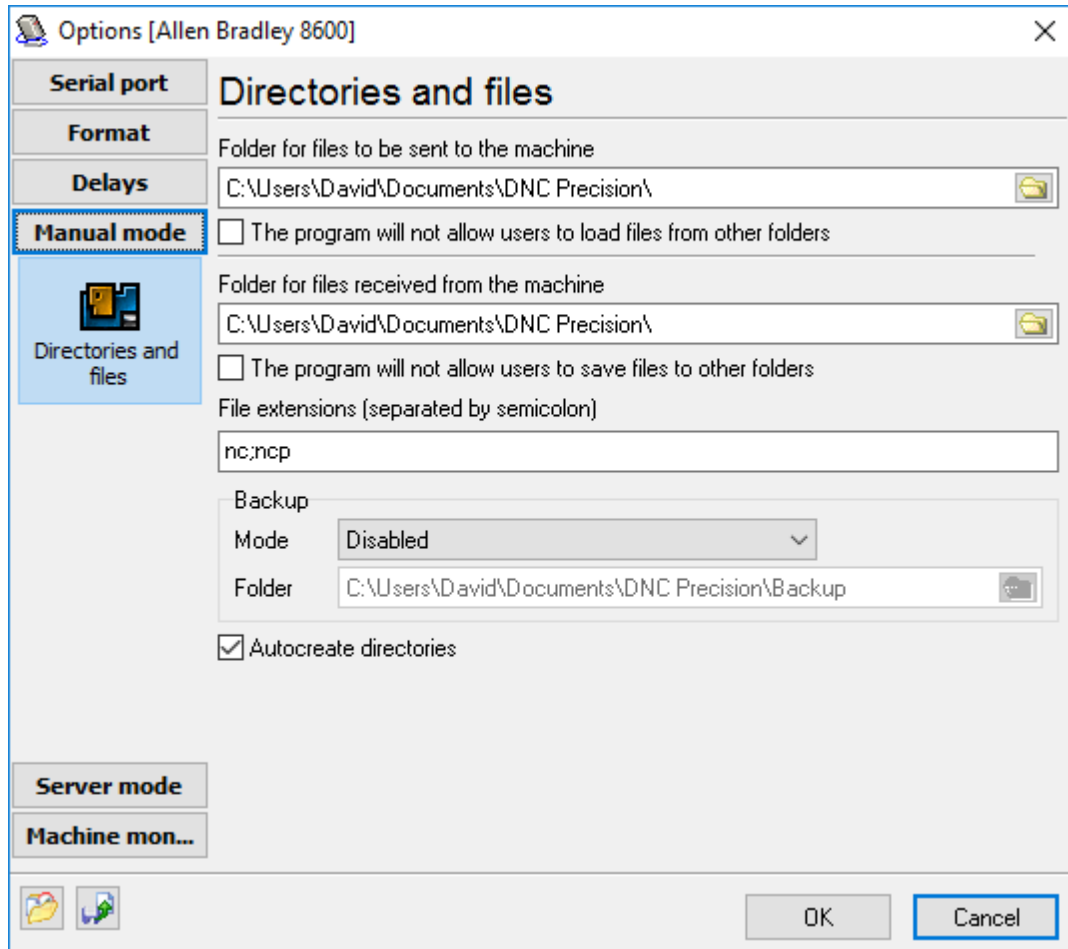 Options [Allen Bradley 8600]
Serial port
Format
Delays
Manual mode
Directories and
files
Server mode
Machine mon...
Directories and files
Folder for files to be sent to the machine
C:\Users\David\Documents\DNC Precision\
The program will not allow users to load files from other folders
Folder for files received from the machine
C:\Users\David\Documents\DNC Precision\
The program will not allow users to save files to other folders
File extensions (separated by semicolon)
nc;ncp
Backup
Mode
Disabled
Folder
C:\Users\David\Documents\DNC Precision\Backup
Autocreate directories
OK
Cancel